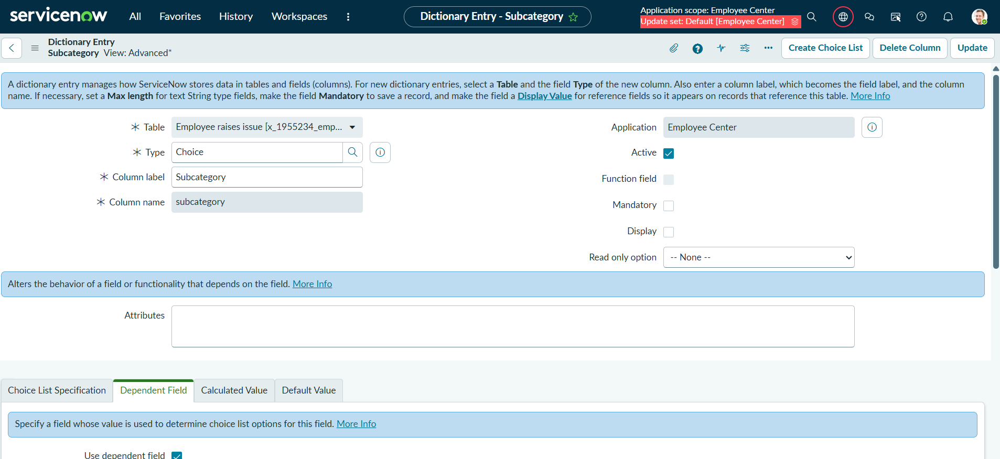 servicenow
All Favorites History Workspaces
Dictionary Entry - Subcategory
Application scope: Employee Center
Update set: Default [Employee Center]
Dictionary Entry
Subcategory View: Advanced*
Create Choice List Delete Column Update
A dictionary entry manages how ServiceNow stores data in tables and fields (columns). For new dictionary entries, select a Table and the field Type of the new column. Also enter a column label, which becomes the field label, and the column
name. If necessary, set a Max length for text String type fields, make the field Mandatory to save a record, and make the field a Display Value for reference fields so it appears on records that reference this table. More Info
Table Employee raises issue [x_1955234_emp...
Application Employee Center
Type Choice
Active
Column label Subcategory
Function field
Column name subcategory
Mandatory
Display
Read only option -- None --
Alters the behavior of a field or functionality that depends on the field. More Info
Attributes
Choice List Specification Dependent Field Calculated Value Default Value
Specify a field whose value is used to determine choice list options for this field. More Info
Use dependent field